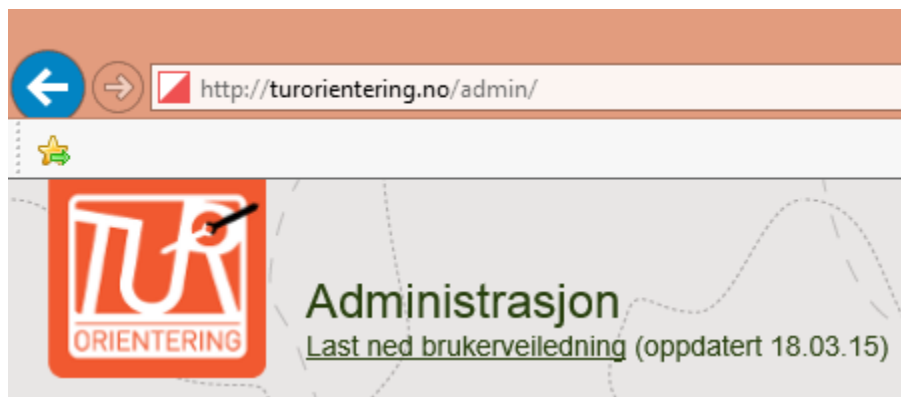 http://turorientering.no/admin/
TUR
ORIENTERING
Administrasjon
Last ned brukerveiledning (oppdatert 18.03.15)